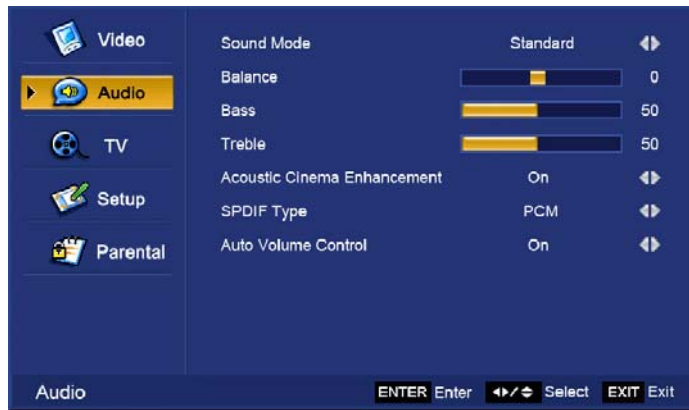 Video
Audio
TV
Setup
Parental
Sound Mode Standard
Balance 0
Bass 50
Treble 50
Acoustic Cinema Enhancement On
SPDIF Type PCM
Auto Volume Control On
Audio ENTER Enter Select EXIT Exit